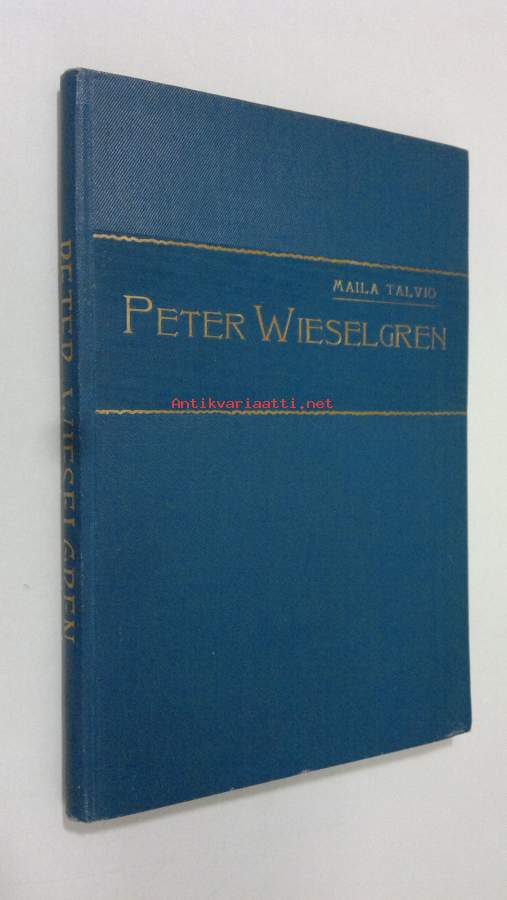 MAILA TALVIO
PETER WIESELGREN
Antikvariaatti.net
PETER WIESELGREN